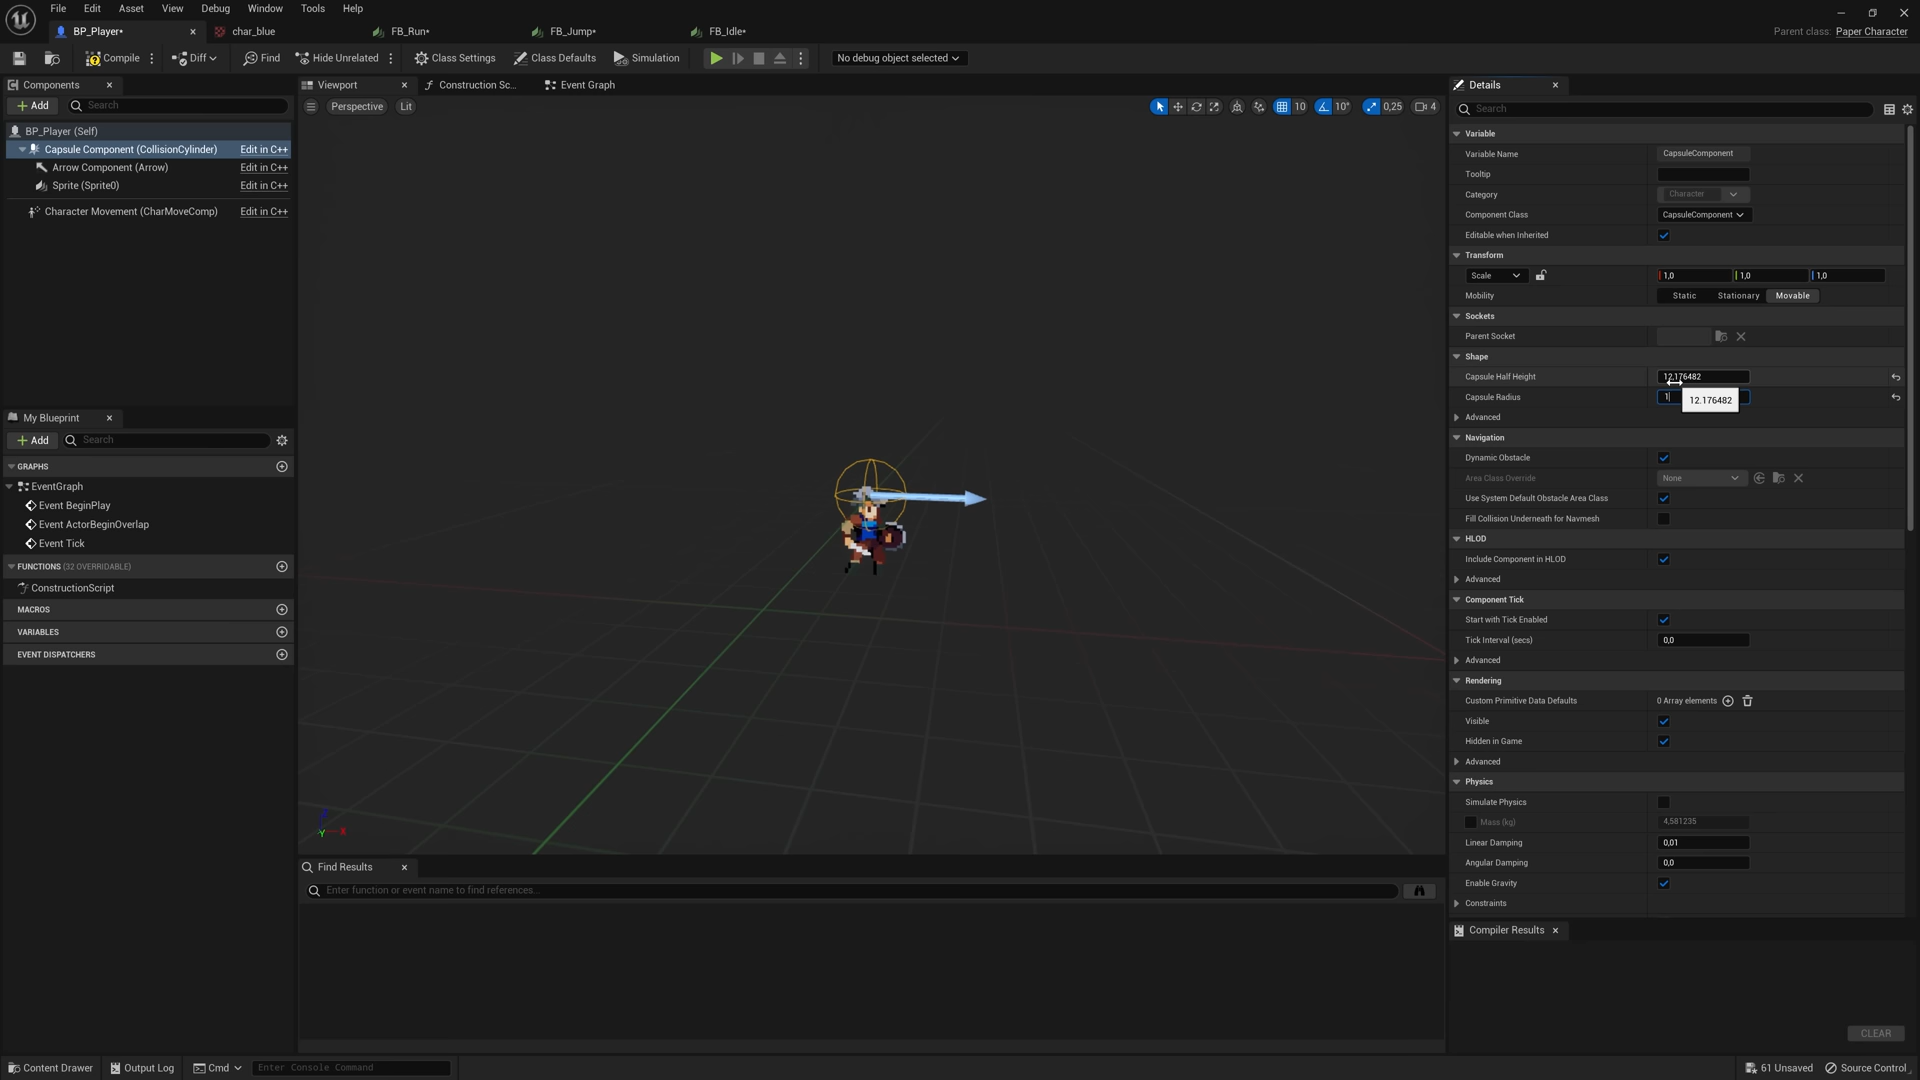 File Edit Asset View Debug Window Tools Help
BP_Player* char_blue FB_Run* FB_Jump* FB_Idle*
Parent class: Paper Character
Compile Diff Find Hide Unrelated Class Settings Class Defaults Simulation No debug object selected
Components
Add Search
BP_Player (Self)
Capsule Component (CollisionCylinder) Edit in C++
Arrow Component (Arrow) Edit in C++
Sprite (Sprite0) Edit in C++
Character Movement (CharMoveComp) Edit in C++
My Blueprint
Add Search
GRAPHS
EventGraph
Event BeginPlay
Event ActorBeginOverlap
Event Tick
FUNCTIONS (32 OVERRIDABLE)
ConstructionScript
MACROS
VARIABLES
EVENT DISPATCHERS
Viewport Construction Sc... Event Graph
Perspective Lit 10 10° 0,25 4
Y X
Find Results
Enter function or event name to find references...
Details
Search
Variable
Variable Name CapsuleComponent
Tooltip
Category Character
Component Class CapsuleComponent
Editable when Inherited
Transform
Scale 1,0 1,0 1,0
Mobility Static Stationary Movable
Sockets
Parent Socket
Shape
Capsule Half Height 12,176482
Capsule Radius 1
12.176482
Advanced
Navigation
Dynamic Obstacle
Area Class Override None
Use System Default Obstacle Area Class
Fill Collision Underneath for Navmesh
HLOD
Include Component in HLOD
Advanced
Component Tick
Start with Tick Enabled
Tick Interval (secs) 0,0
Advanced
Rendering
Custom Primitive Data Defaults 0 Array elements
Visible
Hidden in Game
Advanced
Physics
Simulate Physics
Mass (kg) 4,581235
Linear Damping 0,01
Angular Damping 0,0
Enable Gravity
Constraints
Compiler Results
CLEAR
Content Drawer Output Log Cmd Enter Console Command
61 Unsaved Source Control